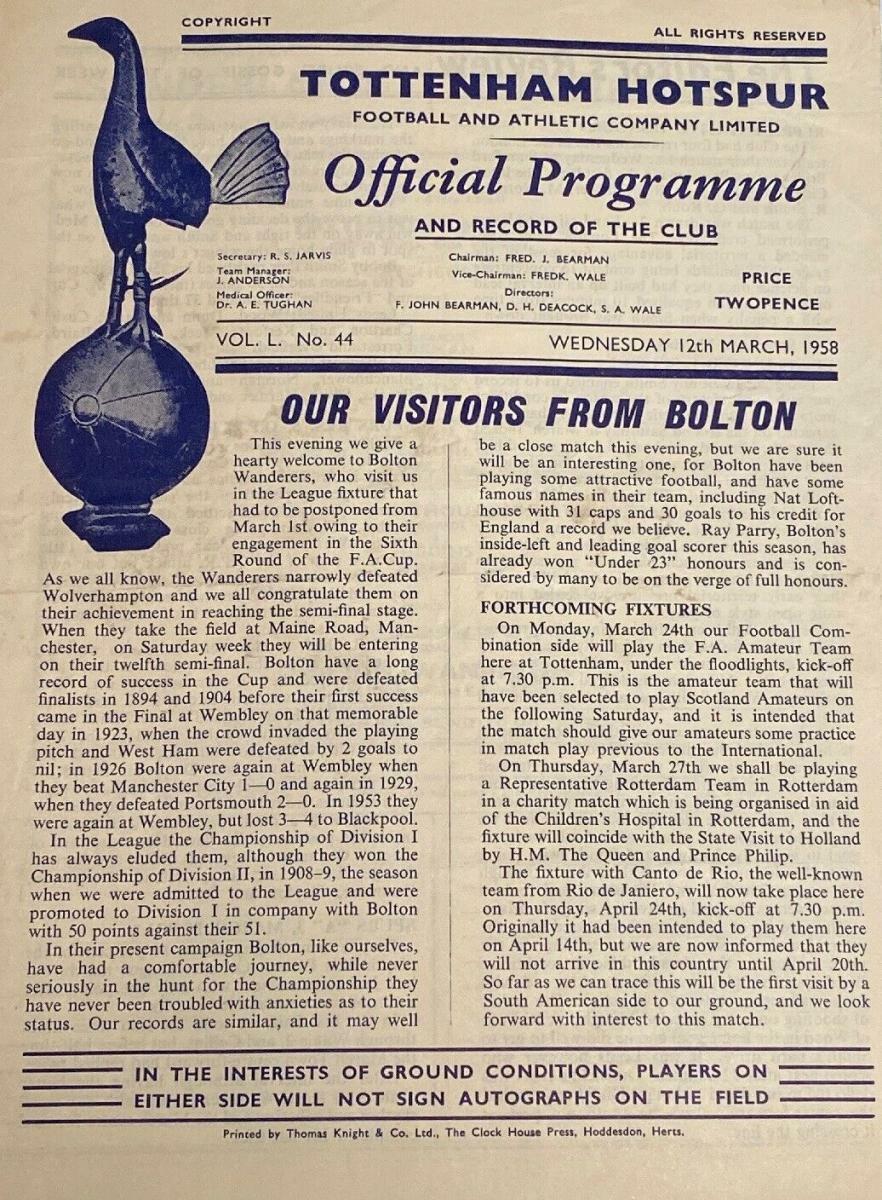 COPYRIGHT
ALL RIGHTS RESERVED
TOTTENHAM HOTSPUR
FOOTBALL AND ATHLETIC COMPANY LIMITED
Official Programme
AND RECORD OF THE CLUB
Secretary: R. S. JARVIS
Team Manager:
J. ANDERSON
Medical Officer:
Dr. A. E. TUGHAN
Chairman: FRED. J. BEARMAN
Vice-Chairman: FREDK. WALE
Directors:
F. JOHN BEARMAN, D. H. DEACOCK, S. A. WALE
PRICE
TWOPENCE
VOL. L. No. 44
WEDNESDAY 12th MARCH, 1958
OUR VISITORS FROM BOLTON
This evening we give a
hearty welcome to Bolton
Wanderers, who visit us
in the League fixture that
had to be postponed from
March 1st owing to their
engagement in the Sixth
Round of the F.A.Cup.
As we all know, the Wanderers narrowly defeated
Wolverhampton and we all congratulate them on
their achievement in reaching the semi-final stage.
When they take the field at Maine Road, Man-
chester, on Saturday week they will be entering
on their twelfth semi-final. Bolton have a long
record of success in the Cup and were defeated
finalists in 1894 and 1904 before their first success
came in the Final at Wembley on that memorable
day in 1923, when the crowd invaded the playing
pitch and West Ham were defeated by 2 goals to
nil; in 1926 Bolton were again at Wembley when
they beat Manchester City 1—0 and again in 1929,
when they defeated Portsmouth 2—0. In 1953 they
were again at Wembley, but lost 3—4 to Blackpool.
In the League the Championship of Division I
has always eluded them, although they won the
Championship of Division II, in 1908-9, the season
when we were admitted to the League and were
promoted to Division I in company with Bolton
with 50 points against their 51.
In their present campaign Bolton, like ourselves,
have had a comfortable journey, while never
seriously in the hunt for the Championship they
have never been troubled with anxieties as to their
status. Our records are similar, and it may well
be a close match this evening, but we are sure it
will be an interesting one, for Bolton have been
playing some attractive football, and have some
famous names in their team, including Nat Loft-
house with 31 caps and 30 goals to his credit for
England a record we believe. Ray Parry, Bolton's
inside-left and leading goal scorer this season, has
already won "Under 23" honours and is con-
sidered by many to be on the verge of full honours.
FORTHCOMING FIXTURES
On Monday, March 24th our Football Com-
bination side will play the F.A. Amateur Team
here at Tottenham, under the floodlights, kick-off
at 7.30 p.m. This is the amateur team that will
have been selected to play Scotland Amateurs on
the following Saturday, and it is intended that
the match should give our amateurs some practice
in match play previous to the International.
On Thursday, March 27th we shall be playing
a Representative Rotterdam Team in Rotterdam
in a charity match which is being organised in aid
of the Children's Hospital in Rotterdam, and the
fixture will coincide with the State Visit to Holland
by H.M. The Queen and Prince Philip.
The fixture with Canto de Rio, the well-known
team from Rio de Janiero, will now take place here
on Thursday, April 24th, kick-off at 7.30 p.m.
Originally it had been intended to play them here
on April 14th, but we are now informed that they
will not arrive in this country until April 20th.
So far as we can trace this will be the first visit by a
South American side to our ground, and we look
forward with interest to this match.
IN THE INTERESTS OF GROUND CONDITIONS, PLAYERS ON
EITHER SIDE WILL NOT SIGN AUTOGRAPHS ON THE FIELD
Printed by Thomas Knight & Co. Ltd., The Clock House Press, Hoddesdon, Herts.